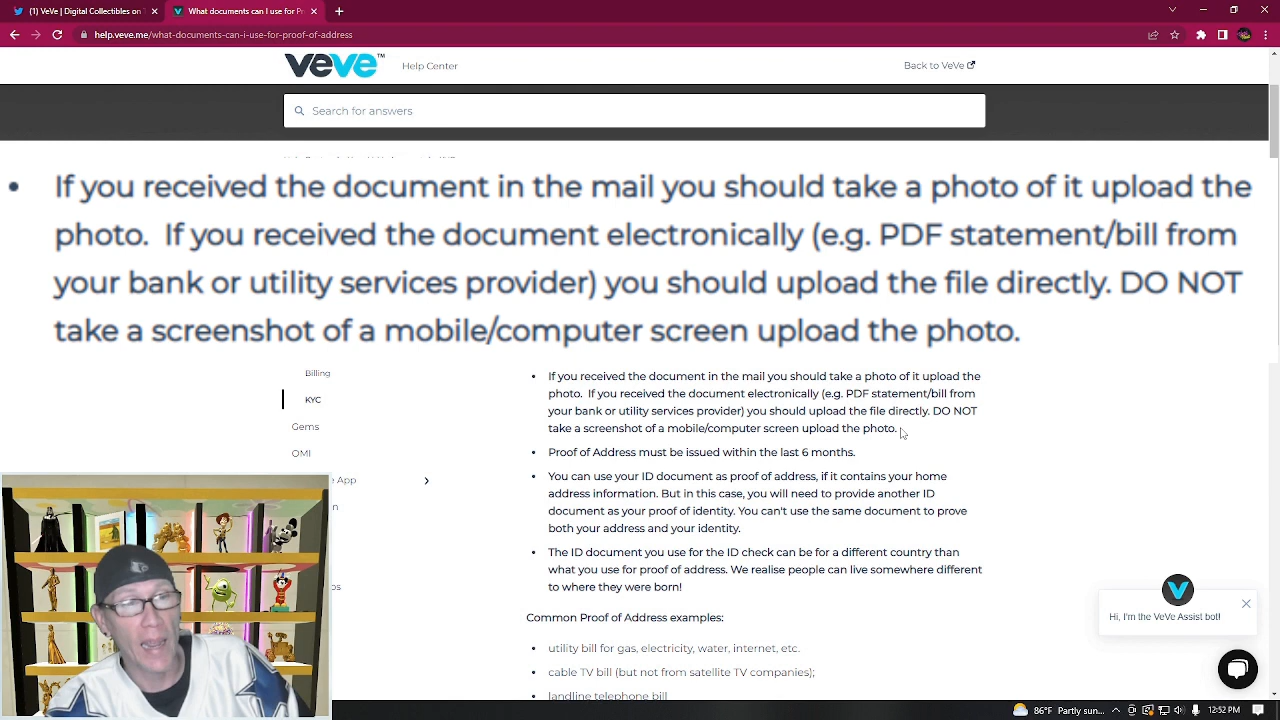 (1) VeVe | Digital Collectibles on
What documents can I use for Pr
help.veve.me/what-documents-can-i-use-for-proof-of-address
veve™
Help Center
Back to VeVe
Search for answers
• If you received the document in the mail you should take a photo of it upload the
photo. If you received the document electronically (e.g. PDF statement/bill from
your bank or utility services provider) you should upload the file directly. DO NOT
take a screenshot of a mobile/computer screen upload the photo.
Billing
KYC
Gems
OMI
App
• If you received the document in the mail you should take a photo of it upload the
photo. If you received the document electronically (e.g. PDF statement/bill from
your bank or utility services provider) you should upload the file directly. DO NOT
take a screenshot of a mobile/computer screen upload the photo.
• Proof of Address must be issued within the last 6 months.
• You can use your ID document as proof of address, if it contains your home
address information. But in this case, you will need to provide another ID
document as your proof of identity. You can't use the same document to prove
both your address and your identity.
• The ID document you use for the ID check can be for a different country than
what you use for proof of address. We realise people can live somewhere different
to where they were born!
Common Proof of Address examples:
• utility bill for gas, electricity, water, internet, etc.
• cable TV bill (but not from satellite TV companies);
• landline telephone bill
Hi, I'm the VeVe Assist bot!
86°F Partly sun...
12:52 PM